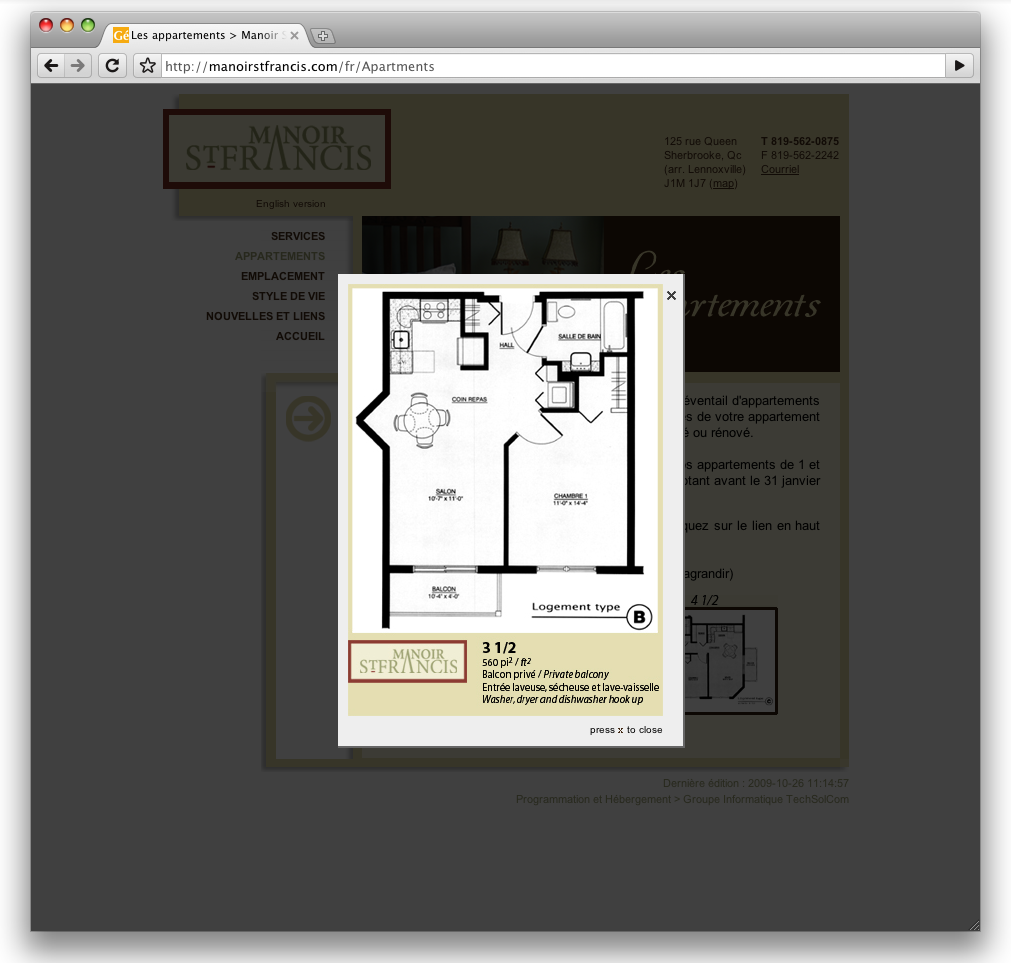 Gé Les appartements > Manoir S
http://manoirstfrancis.com/fr/Apartments
MANOIR
STFRANCIS
125 rue Queen
Sherbrooke, Qc
(arr. Lennoxville)
J1M 1J7 (map)
T 819-562-0875
F 819-562-2242
Courriel
English version
SERVICES
APPARTEMENTS
EMPLACEMENT
STYLE DE VIE
NOUVELLES ET LIENS
ACCUEIL
Les
artements
HALL
SALLE DE BAIN
COIN REPAS
SALON
10'-7" x 11'-0"
CHAMBRE 1
11'-0" x 14'-4"
BALCON
10'-4" x 4'-0"
Logement type B
MANOIR
STFRANCIS
3 1/2
560 pi² / ft²
Balcon privé / Private balcony
Entrée laveuse, sécheuse et lave-vaisselle
Washer, dryer and dishwasher hook up
press x to close
éventail d'appartements
s de votre appartement
é ou rénové.
s appartements de 1 et
otant avant le 31 janvier
quez sur le lien en haut
agrandir)
4 1/2
Dernière édition : 2009-10-26 11:14:57
Programmation et Hébergement > Groupe Informatique TechSolCom